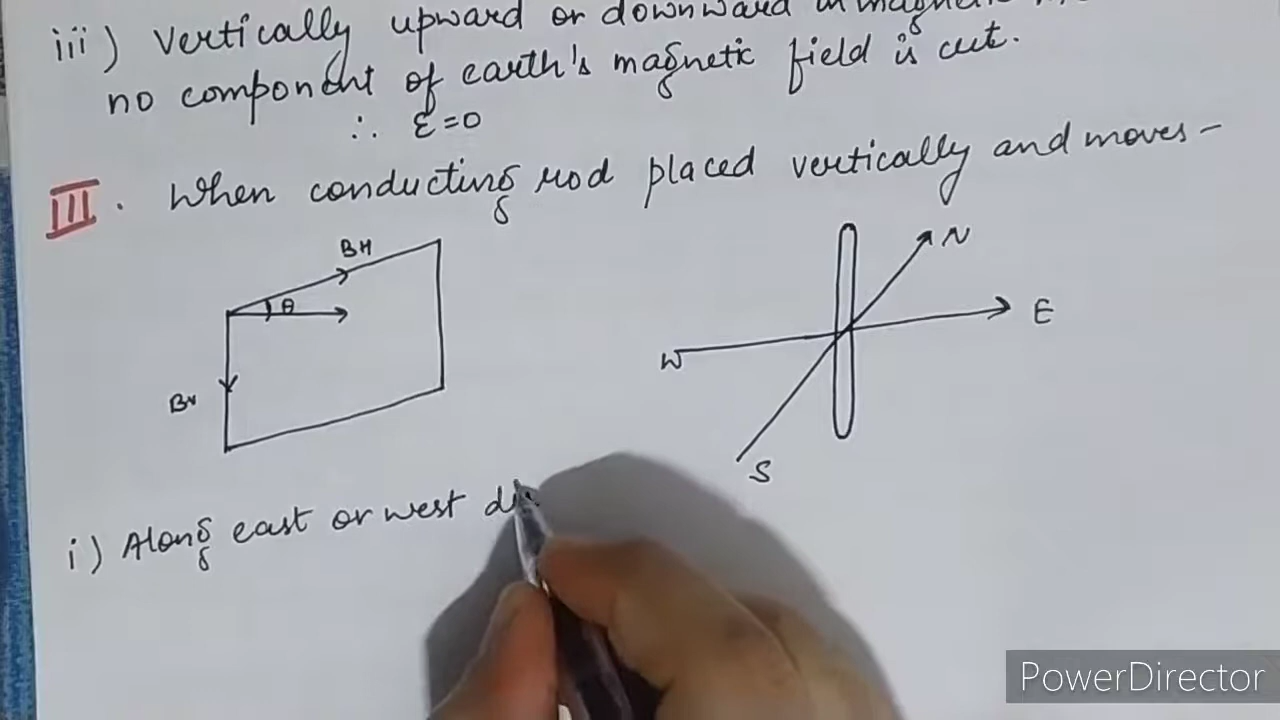 iii) Vertically upward or downward in
no component of earth's magnetic field is cut.
∴ ε=0
III. When conducting rod placed vertically and moves-
BH
θ
Bv
N
E
W
S
i) Along east or west
PowerDirector